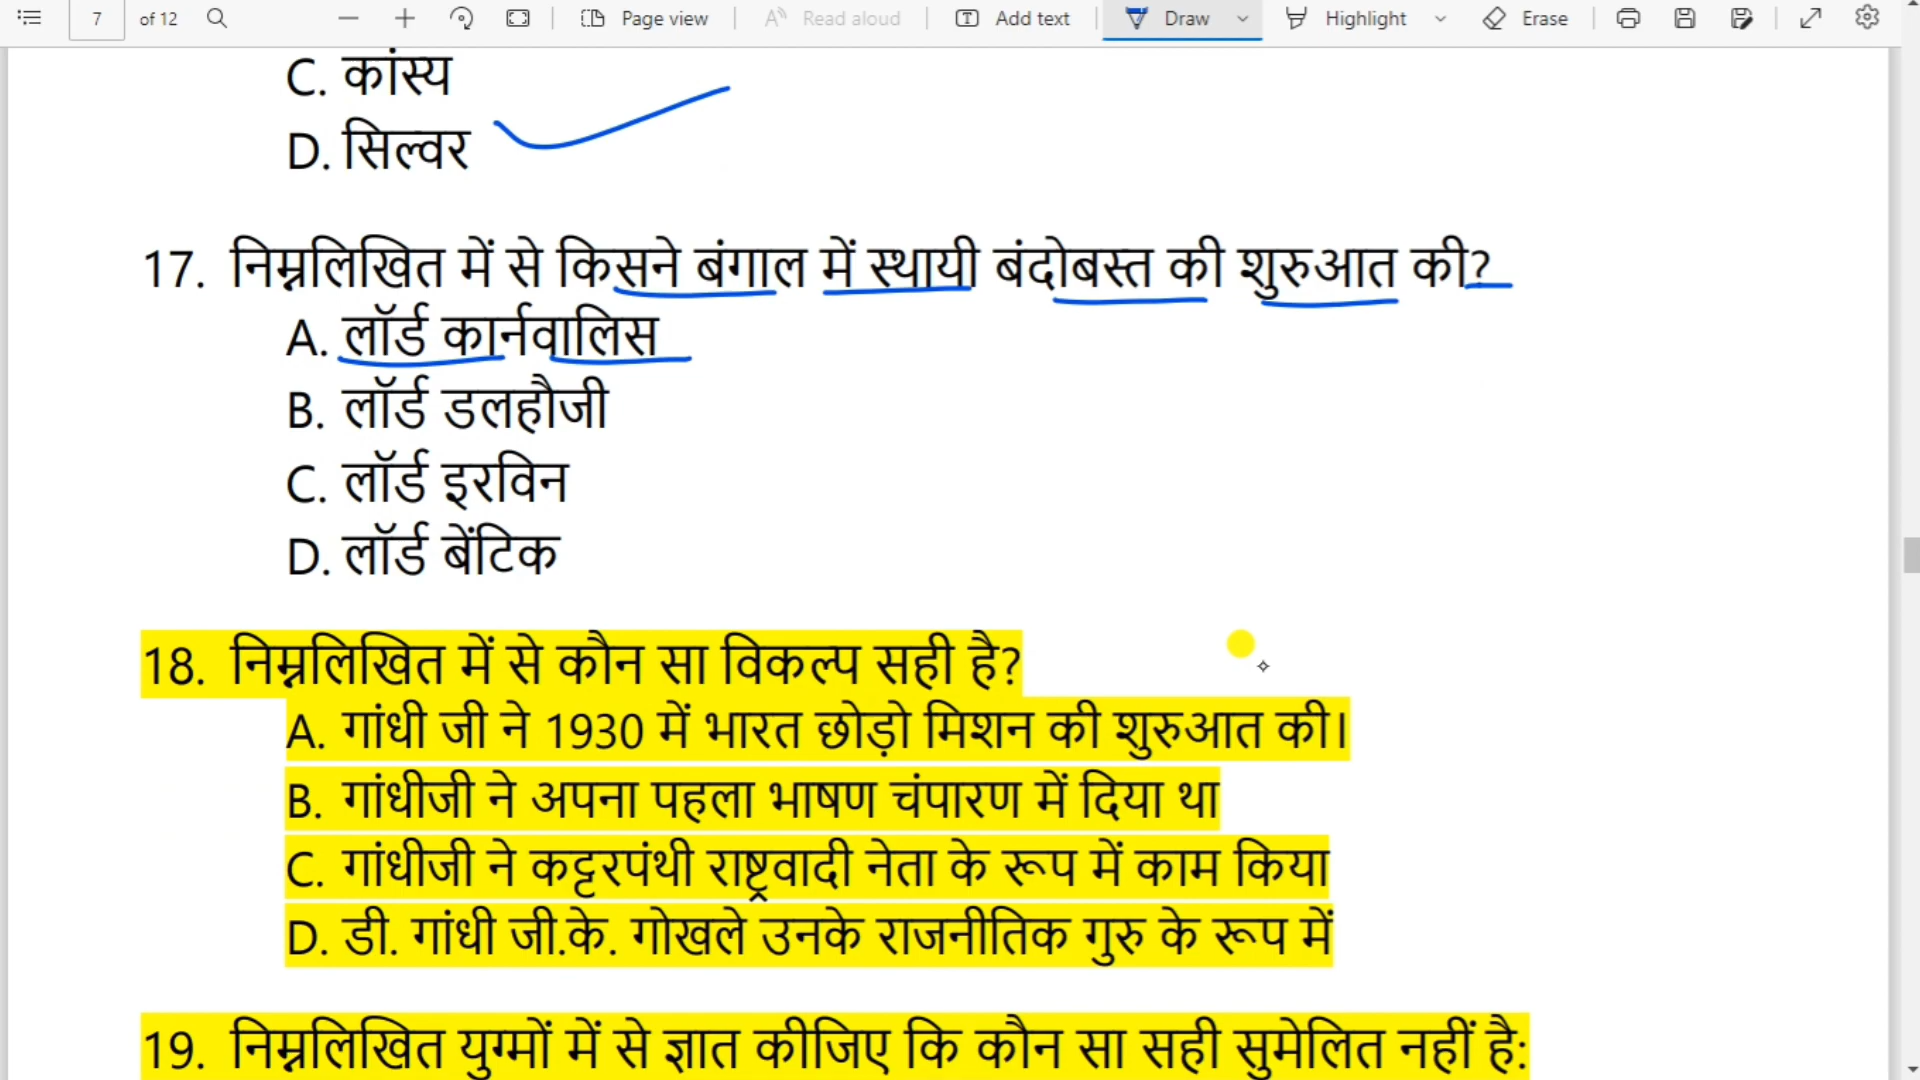 7 of 12 Page view Read aloud Add text Draw Highlight Erase
C. कांस्य
D. सिल्वर
17. निम्नलिखित में से किसने बंगाल में स्थायी बंदोबस्त की शुरुआत की?
A. लॉर्ड कार्नवालिस
B. लॉर्ड डलहौजी
C. लॉर्ड इरविन
D. लॉर्ड बेंटिक
18. निम्नलिखित में से कौन सा विकल्प सही है?
A. गांधी जी ने 1930 में भारत छोड़ो मिशन की शुरुआत की।
B. गांधीजी ने अपना पहला भाषण चंपारण में दिया था
C. गांधीजी ने कट्टरपंथी राष्ट्रवादी नेता के रूप में काम किया
D. डी. गांधी जी.के. गोखले उनके राजनीतिक गुरु के रूप में
19. निम्नलिखित युग्मों में से ज्ञात कीजिए कि कौन सा सही सुमेलित नहीं है: